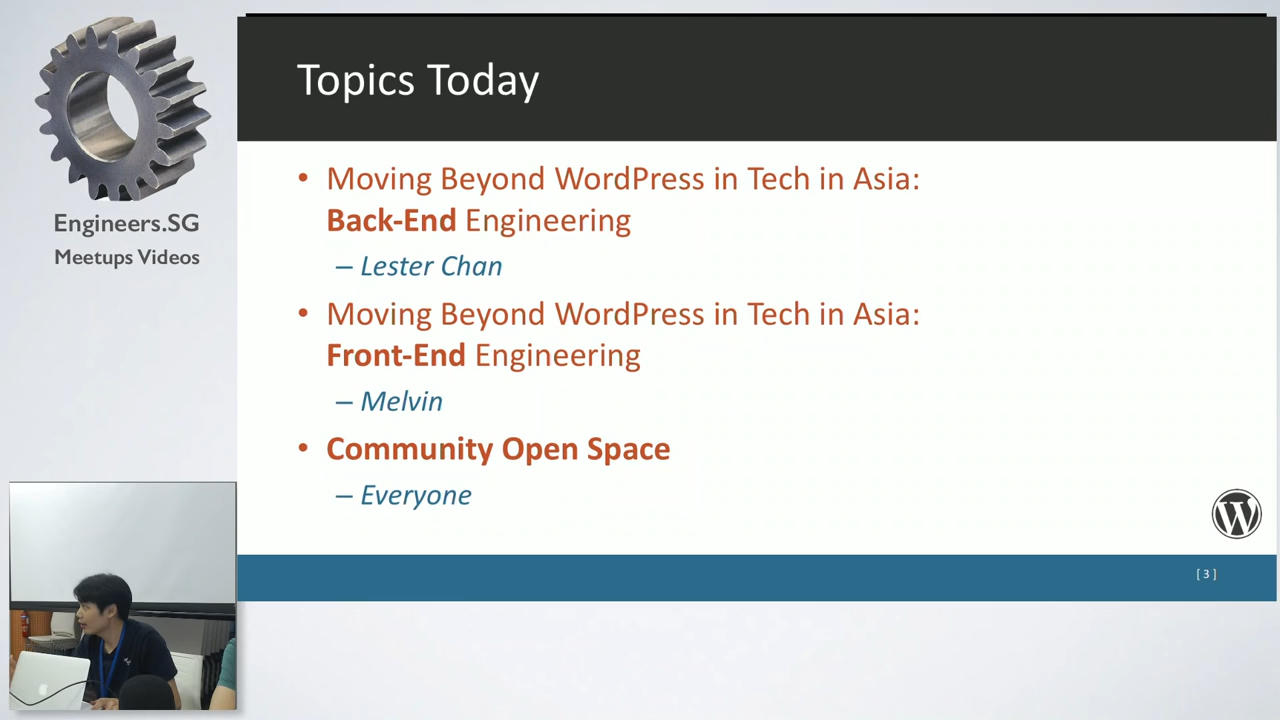 Topics Today
Engineers.SG
Meetups Videos
• Moving Beyond WordPress in Tech in Asia:
Back-End Engineering
– Lester Chan
• Moving Beyond WordPress in Tech in Asia:
Front-End Engineering
– Melvin
• Community Open Space
– Everyone
W
[ 3 ]